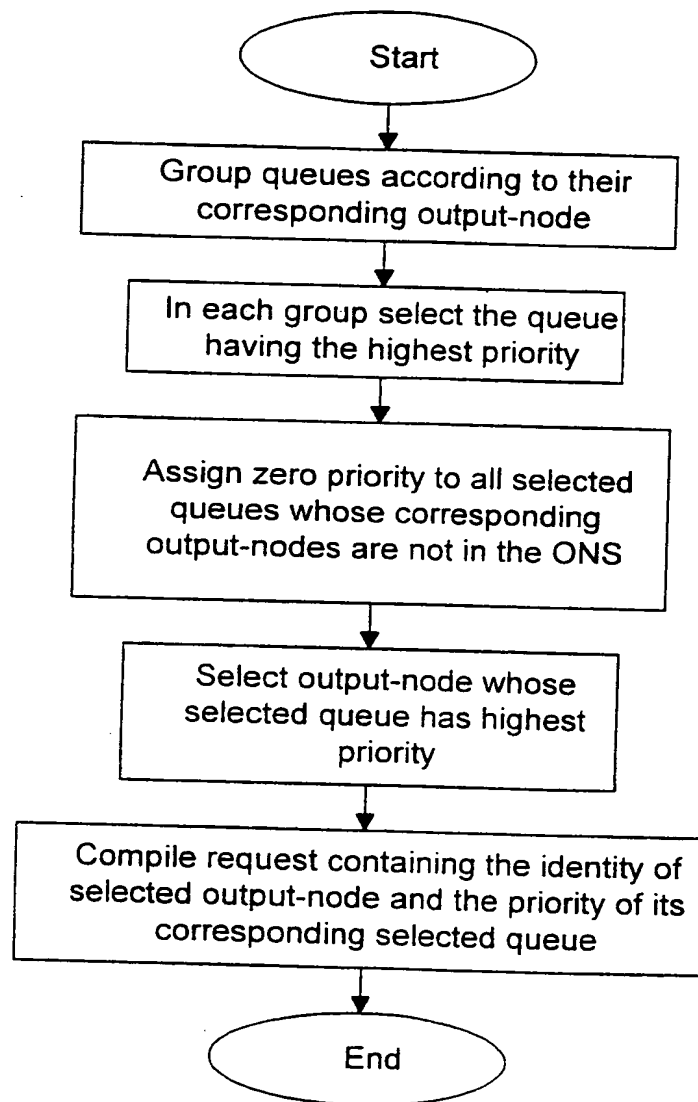 Start
Group queues according to their
corresponding output-node
In each group select the queue
having the highest priority
Assign zero priority to all selected
queues whose corresponding
output-nodes are not in the ONS
Select output-node whose
selected queue has highest
priority
Compile request containing the identity of
selected output-node and the priority of its
corresponding selected queue
End